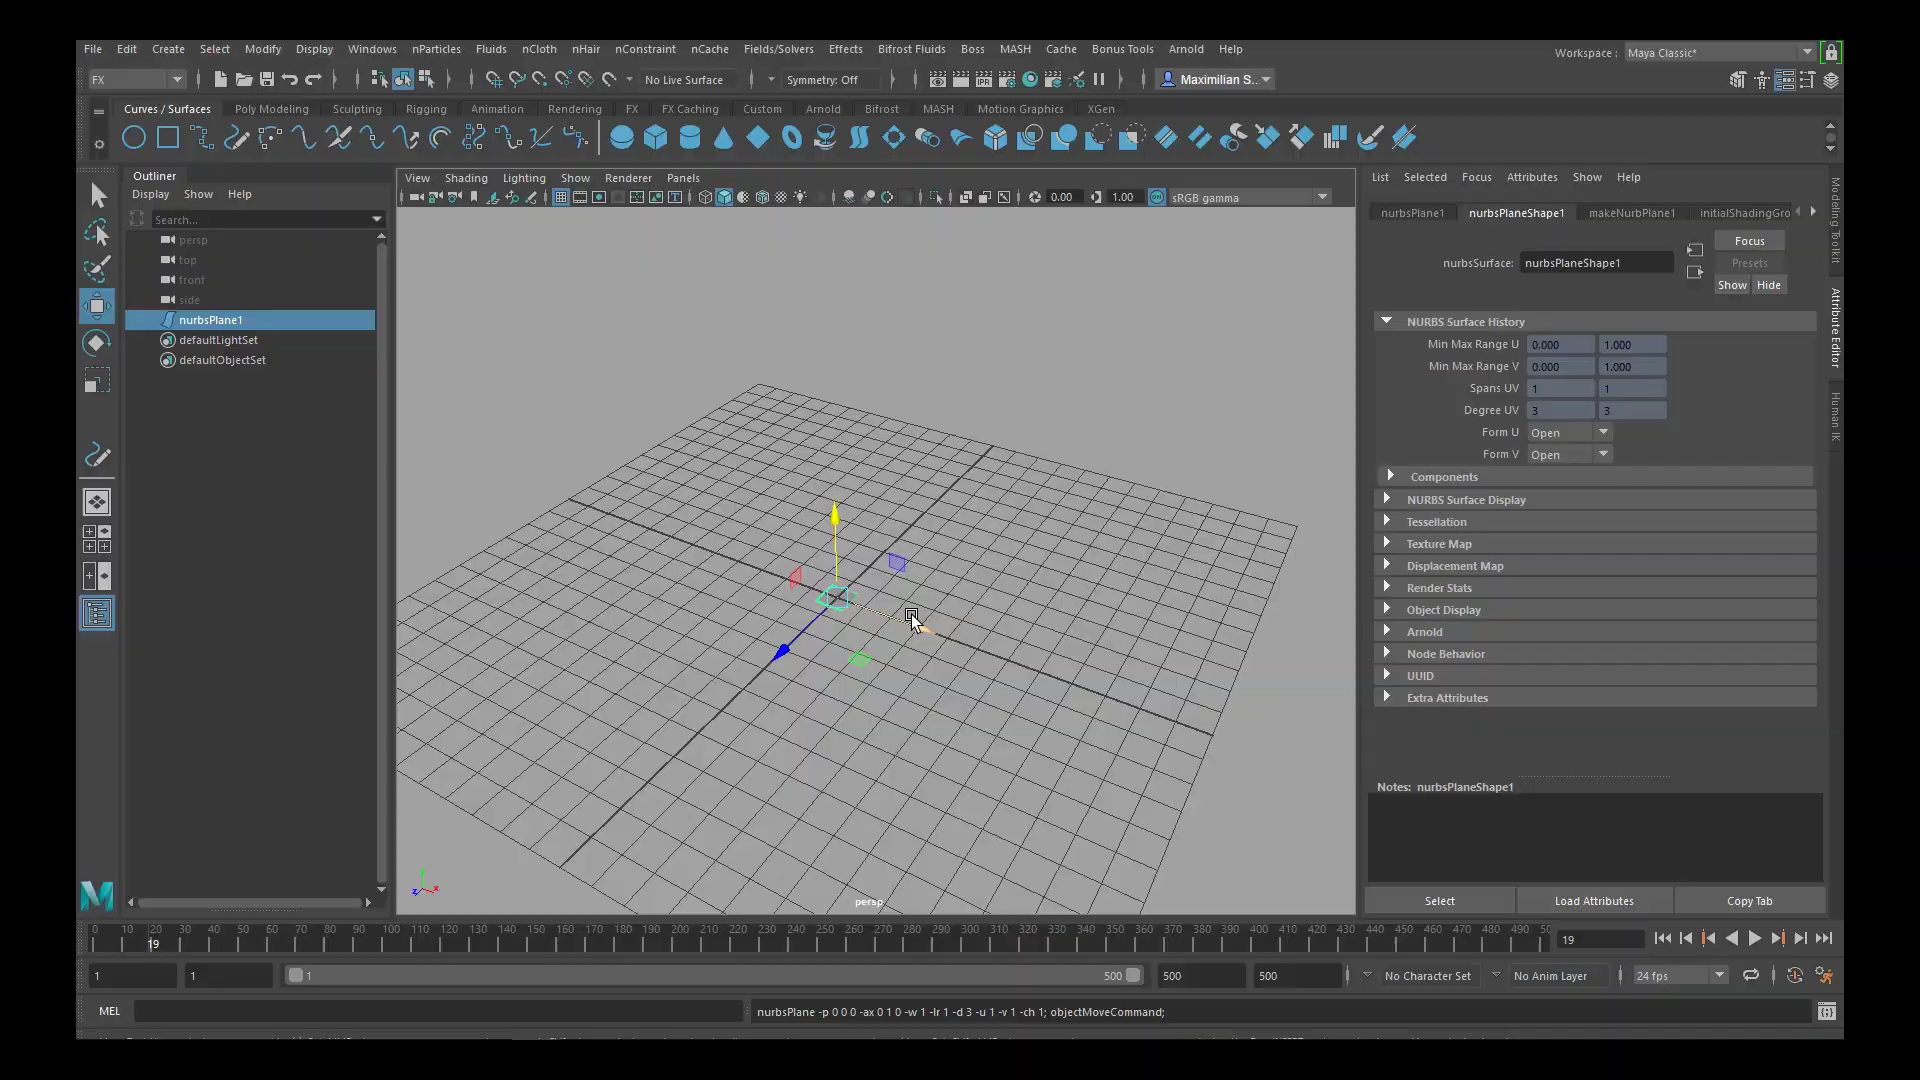 File Edit Create Select Modify Display Windows nParticles Fluids nCloth nHair nConstraint nCache Fields/Solvers Effects Bifrost Fluids Boss MASH Cache Bonus Tools Arnold Help
Workspace : Maya Classic*
FX No Live Surface Symmetry: Off Maximilian S..
Curves / Surfaces Poly Modeling Sculpting Rigging Animation Rendering FX FX Caching Custom Arnold Bifrost MASH Motion Graphics XGen
Outliner
Display Show Help
Search...
persp
top
front
side
nurbsPlane1
defaultLightSet
defaultObjectSet
View Shading Lighting Show Renderer Panels
IPR
0.00 1.00 ON sRGB gamma
y
z x
persp
List Selected Focus Attributes Show Help
nurbsPlane1 nurbsPlaneShape1 makeNurbPlane1 initialShadingGro
Focus
nurbsSurface: nurbsPlaneShape1
Presets
Show Hide
NURBS Surface History
Min Max Range U 0.000 1.000
Min Max Range V 0.000 1.000
Spans UV 1 1
Degree UV 3 3
Form U Open
Form V Open
Components
NURBS Surface Display
Tessellation
Texture Map
Displacement Map
Render Stats
Object Display
Arnold
Node Behavior
UUID
Extra Attributes
Notes: nurbsPlaneShape1
Select Load Attributes Copy Tab
Modeling Toolkit
Attribute Editor
Human IK
0 10 20 30 40 50 60 70 80 90 100 110 120 130 140 150 160 170 180 190 200 210 220 230 240 250 260 270 280 290 300 310 320 330 340 350 360 370 380 390 400 410 420 430 440 450 460 470 480 490 50
19
19
1 1 1 500 500 500 No Character Set No Anim Layer 24 fps
MEL nurbsPlane -p 0 0 0 -ax 0 1 0 -w 1 -lr 1 -d 3 -u 1 -v 1 -ch 1; objectMoveCommand;